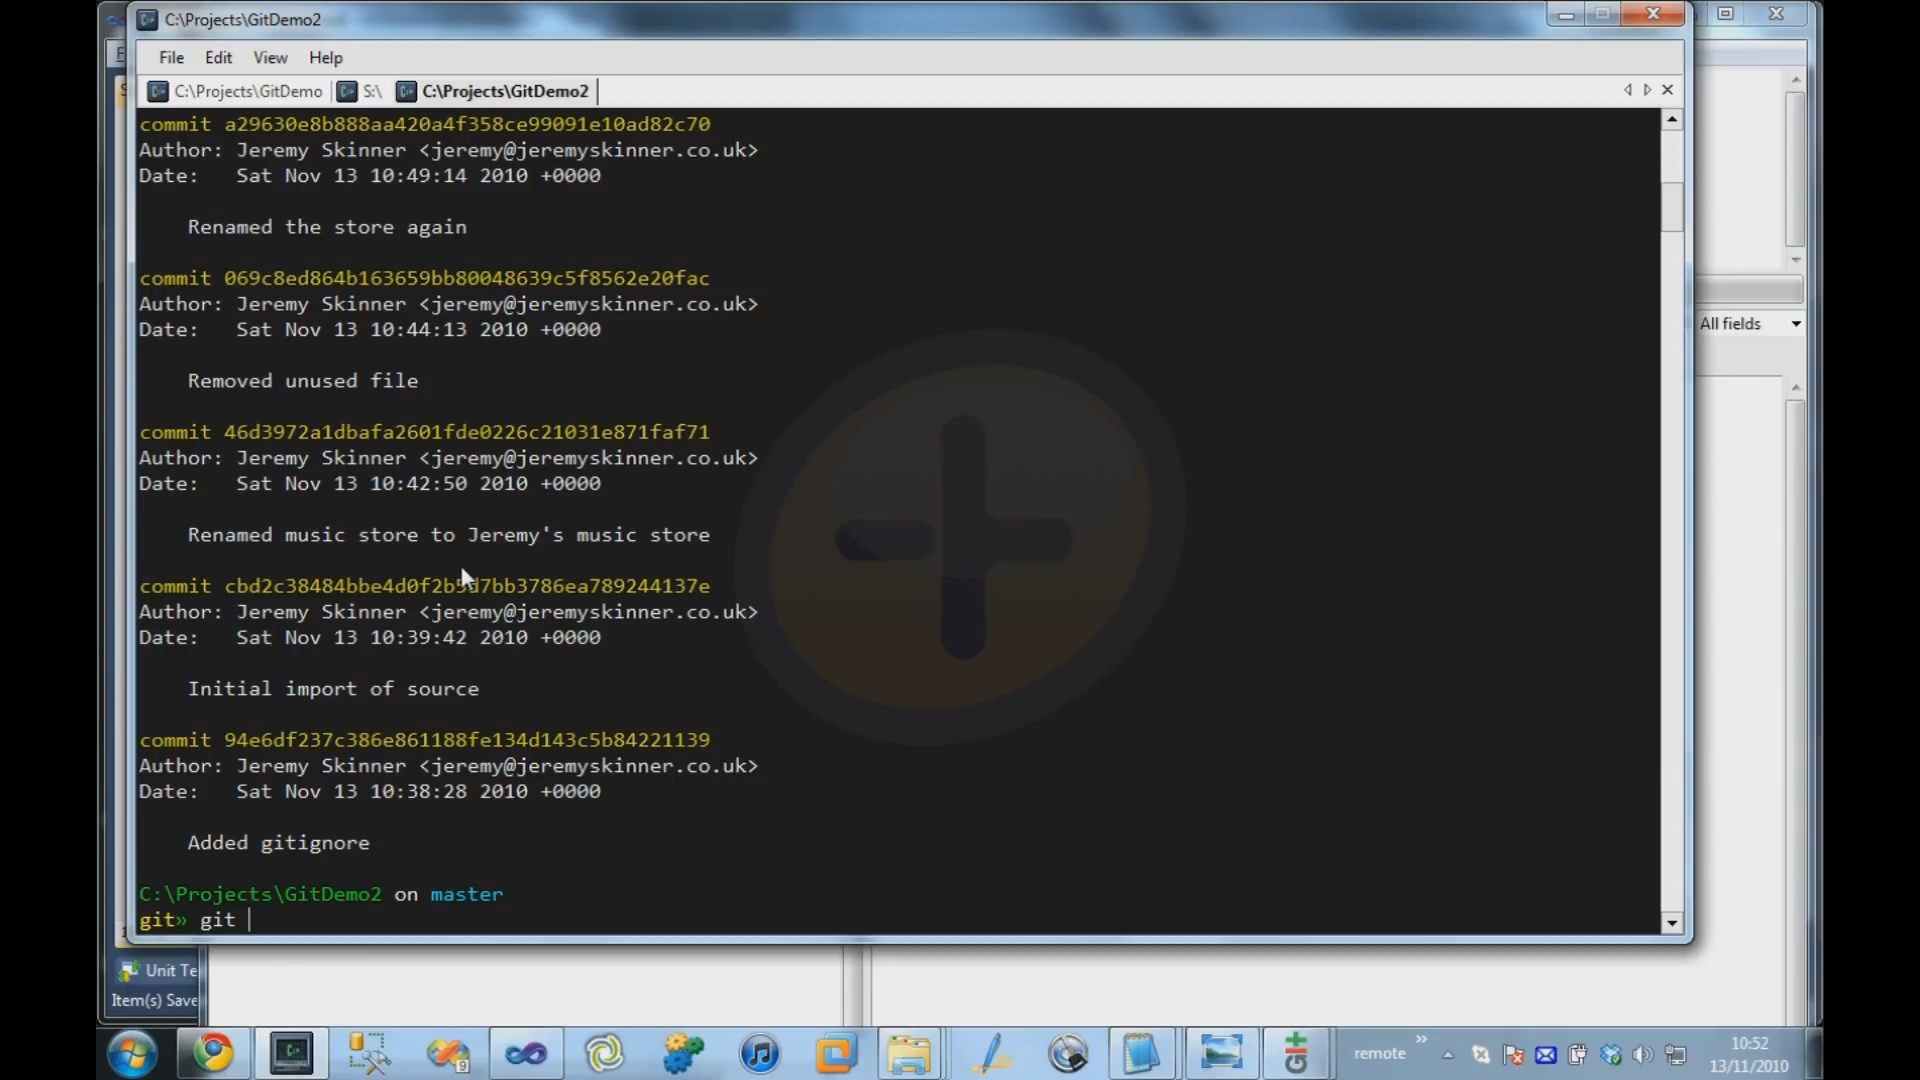 C:\Projects\GitDemo2
File Edit View Help
C:\Projects\GitDemo S:\ C:\Projects\GitDemo2
commit a29630e8b888aa420a4f358ce99091e10ad82c70
Author: Jeremy Skinner <jeremy@jeremyskinner.co.uk>
Date: Sat Nov 13 10:49:14 2010 +0000
Renamed the store again
commit 069c8ed864b163659bb80048639c5f8562e20fac
Author: Jeremy Skinner <jeremy@jeremyskinner.co.uk>
Date: Sat Nov 13 10:44:13 2010 +0000
All fields
Removed unused file
commit 46d3972a1dbafa2601fde0226c21031e871faf71
Author: Jeremy Skinner <jeremy@jeremyskinner.co.uk>
Date: Sat Nov 13 10:42:50 2010 +0000
Renamed music store to Jeremy's music store
commit cbd2c38484bbe4d0f2b5d7bb3786ea789244137e
Author: Jeremy Skinner <jeremy@jeremyskinner.co.uk>
Date: Sat Nov 13 10:39:42 2010 +0000
Initial import of source
commit 94e6df237c386e861188fe134d143c5b84221139
Author: Jeremy Skinner <jeremy@jeremyskinner.co.uk>
Date: Sat Nov 13 10:38:28 2010 +0000
Added gitignore
C:\Projects\GitDemo2 on master
git» git
Unit Te
Item(s) Save
git
remote
10:52
13/11/2010